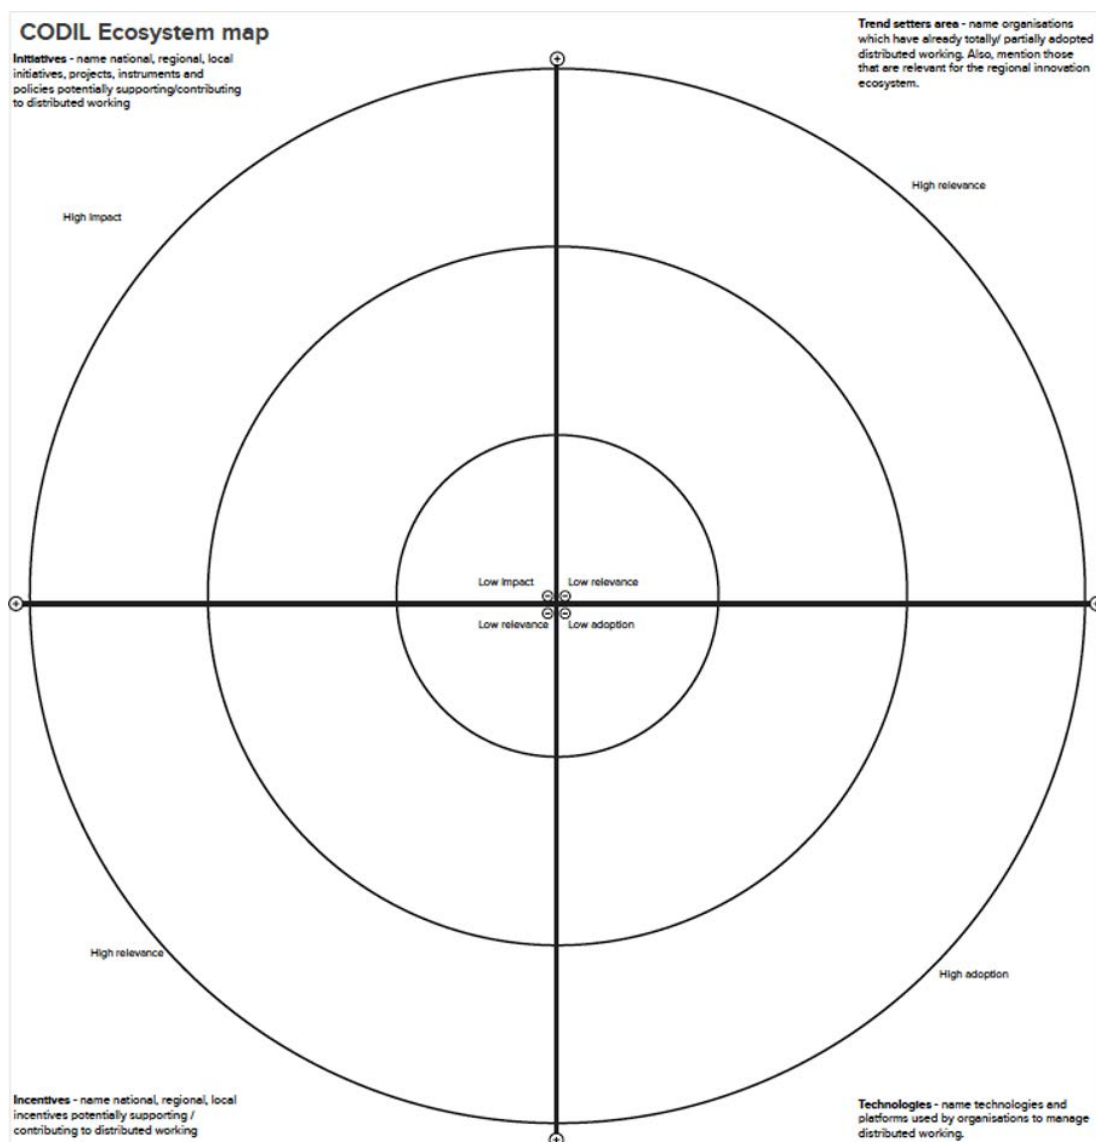 CODIL Ecosystem map
Initiatives - name national, regional, local
initiatives, projects, instruments and
policies potentially supporting/contributing
to distributed working
Trend setters area - name organisations
which have already totally/ partially adopted
distributed working. Also, mention those
that are relevant for the regional innovation
ecosystem.
High impact
High relevance
Low impact
Low relevance
Low relevance
Low adoption
High relevance
High adoption
Incentives - name national, regional, local
incentives potentially supporting /
contributing to distributed working
Technologies - name technologies and
platforms used by organisations to manage
distributed working.